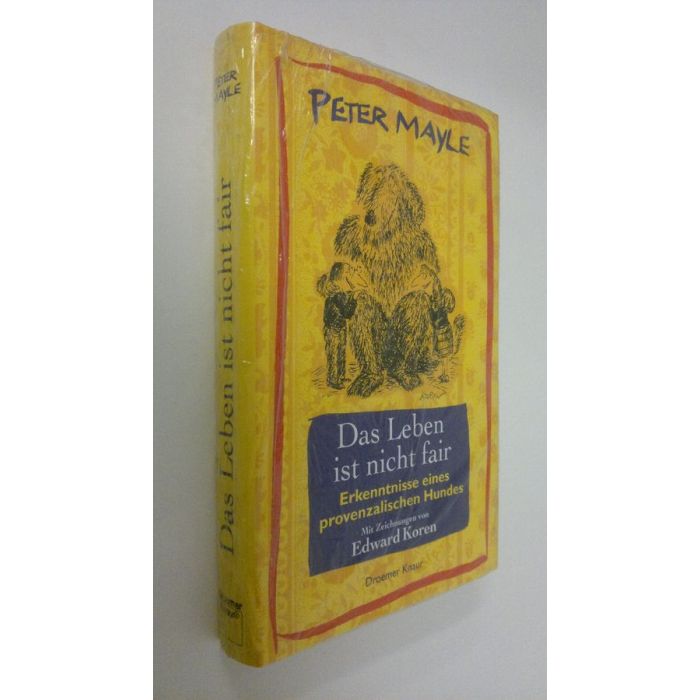 PETER
MAYLE
Das Leben ist nicht fair
PETER MAYLE
KOREN
Das Leben
ist nicht fair
Erkenntnisse eines
provenzalischen Hundes
Mit Zeichnungen von
Edward Koren
Droemer Knaur